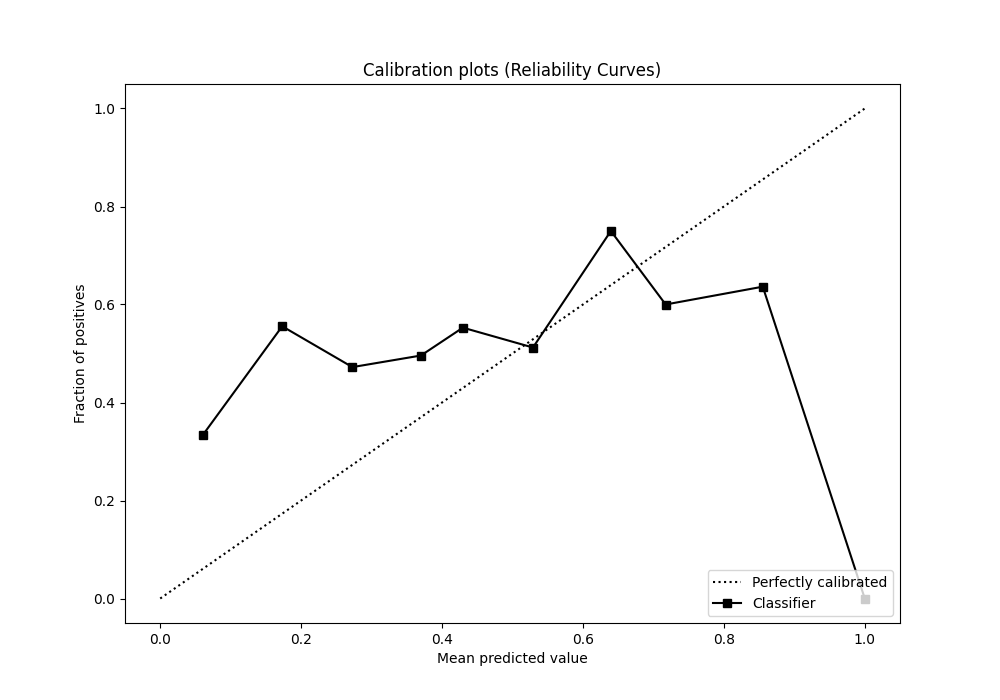 Calibration plots (Reliability Curves)
1.0
0.8
0.6
0.4
0.2
0.0
Fraction of positives
0.0 0.2 0.4 0.6 0.8 1.0
Mean predicted value
Perfectly calibrated
Classifier